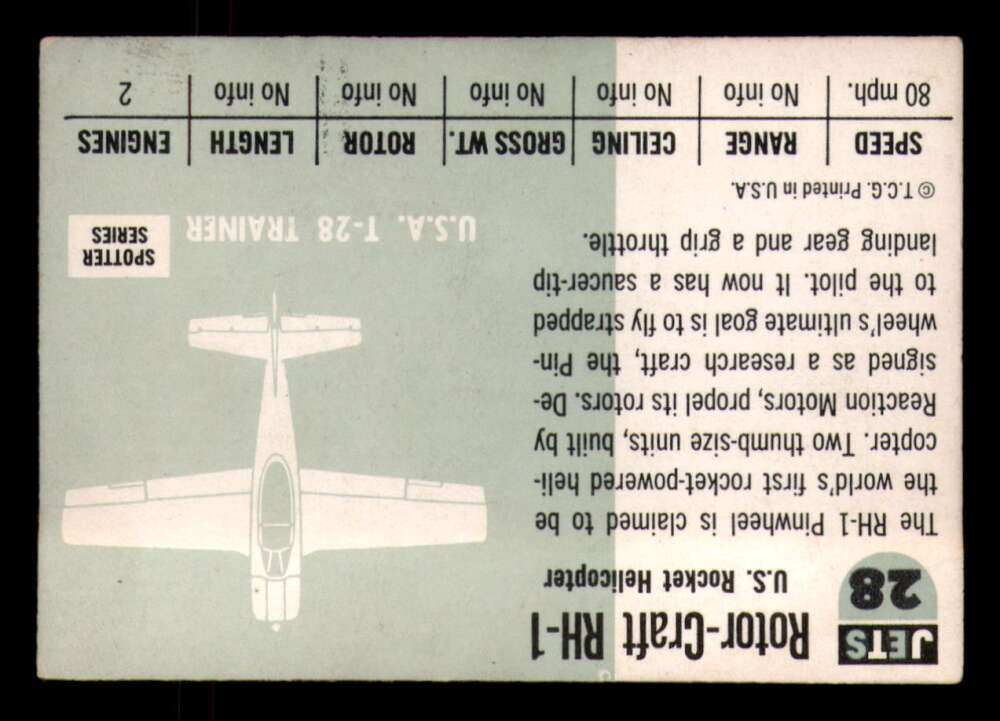 JETS
28
Rotor-Craft RH-1
U.S. Rocket Helicopter
The RH-1 Pinwheel is claimed to be
the world's first rocket-powered heli-
copter. Two thumb-size units, built by
Reaction Motors, propel its rotors. De-
signed as a research craft, the Pin-
wheel's ultimate goal is to fly strapped
to the pilot. It now has a saucer-tip
landing gear and a grip throttle.
© T.C.G. Printed in U.S.A.
U.S.A. T-28 TRAINER
SPOTTER
SERIES
SPEED RANGE CEILING GROSS WT. ROTOR LENGTH ENGINES
80 mph. No info No info No info No info No info 2